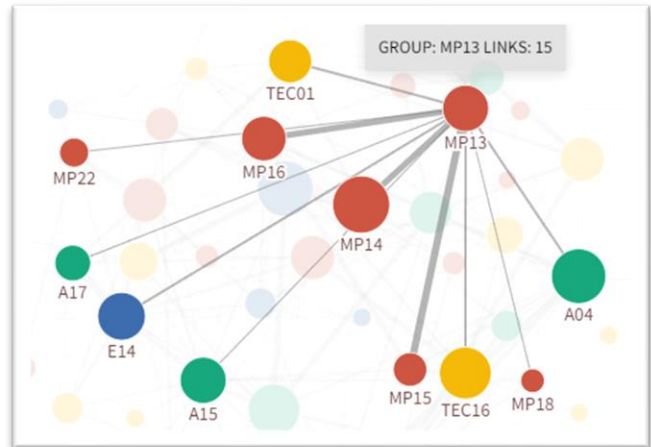 GROUP: MP13 LINKS: 15
TEC01
MP13
MP22
MP16
MP14
A17
A04
E14
A15
MP15
TEC16
MP18